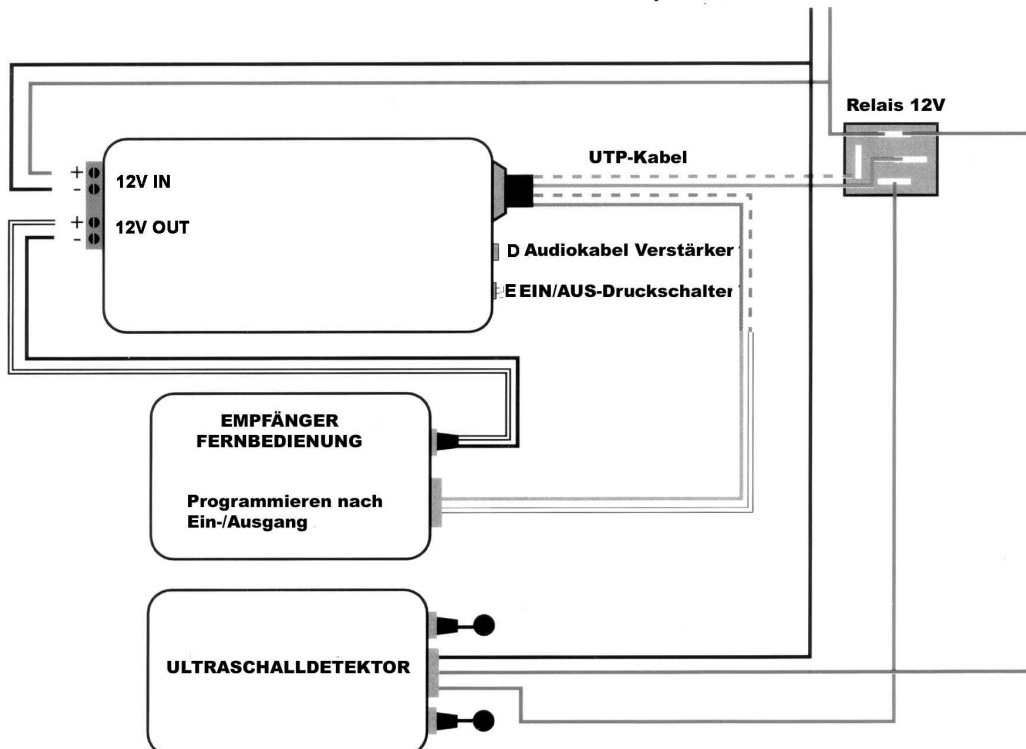 Relais 12V
UTP-Kabel
+
-
12V IN
+
-
12V OUT
D Audiokabel Verstärker
E EIN/AUS-Druckschalter
EMPFÄNGER
FERNBEDIENUNG
Programmieren nach
Ein-/Ausgang
ULTRASCHALLDETEKTOR